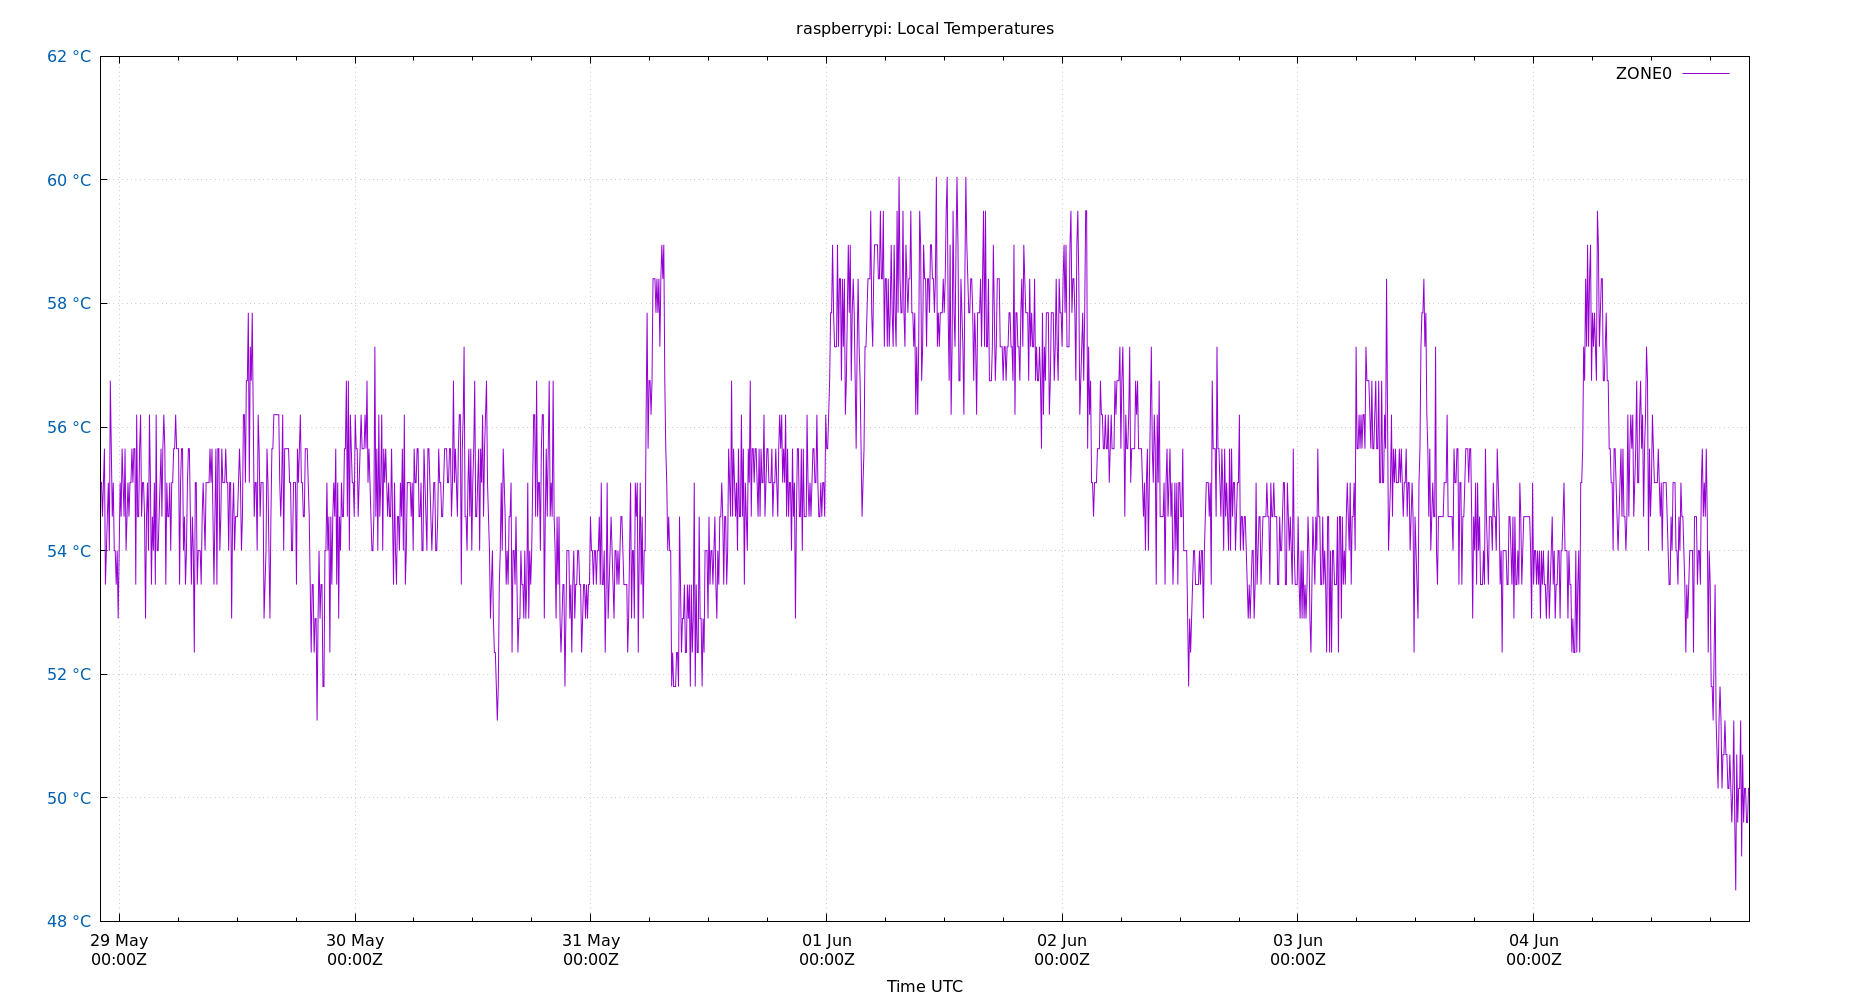 raspberrypi: Local Temperatures
ZONE0
62 °C
60 °C
58 °C
56 °C
54 °C
52 °C
50 °C
48 °C
29 May 30 May 31 May 01 Jun 02 Jun 03 Jun 04 Jun
00:00Z 00:00Z 00:00Z 00:00Z 00:00Z 00:00Z 00:00Z
Time UTC